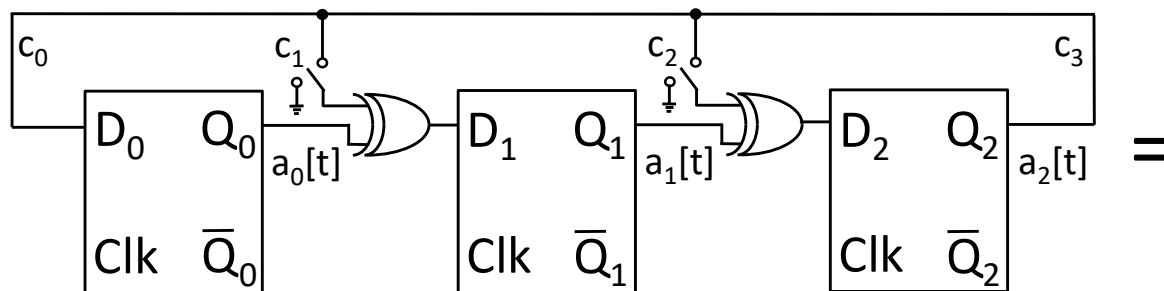 c₀ c₁ c₂ c₃
D₀ Q₀ D₁ Q₁ D₂ Q₂ =
a₀[t] a₁[t] a₂[t]
Clk Q̅₀ Clk Q̅₁ Clk Q̅₂